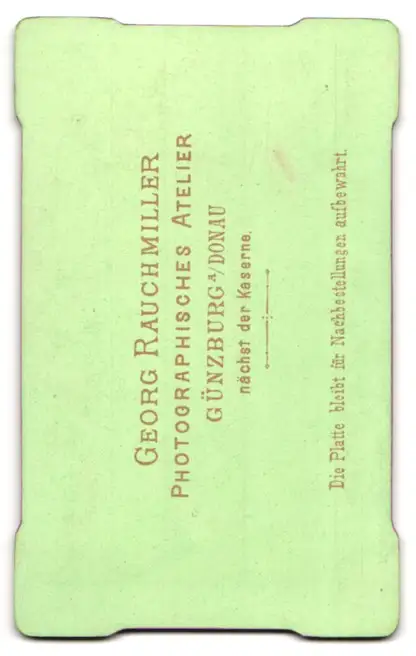 GEORG RAUCHMILLER
PHOTOGRAPHISCHES ATELIER
GÜNZBURG A/DONAU
nächst der Kaserne.
Die Platte bleibt für Nachbestellungen aufbewahrt.